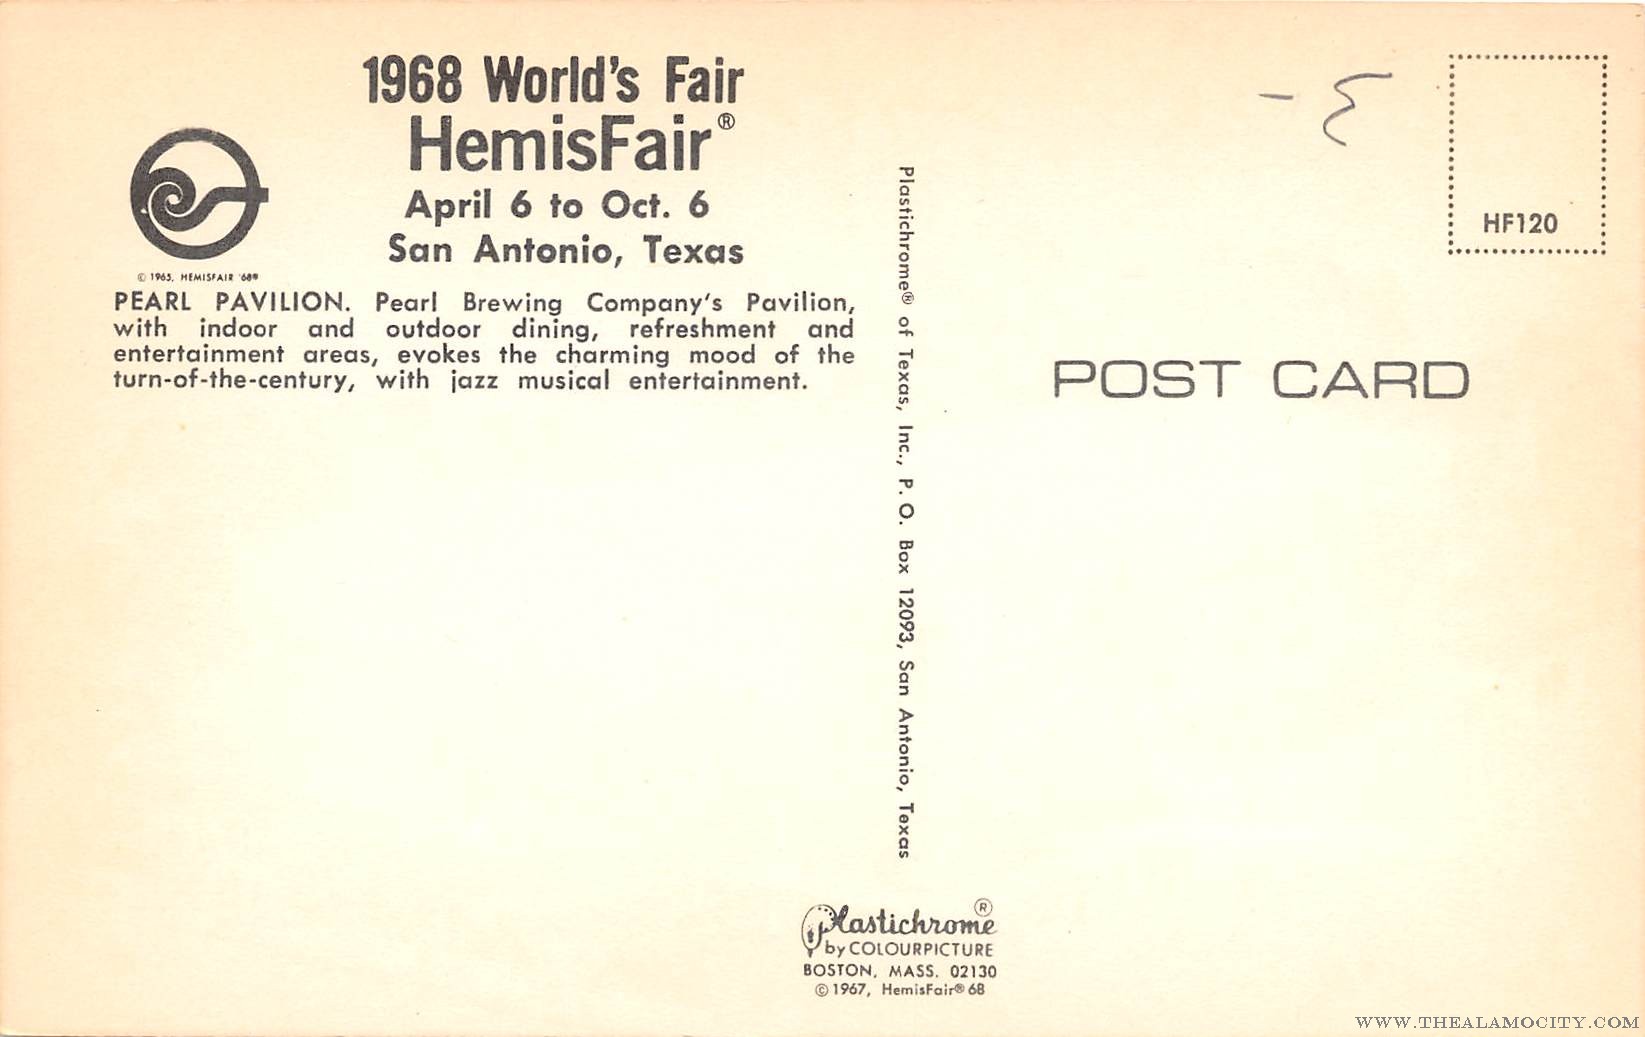 1968 World's Fair
HemisFair®
April 6 to Oct. 6
San Antonio, Texas
© 1965, HEMISFAIR '68®
PEARL PAVILION. Pearl Brewing Company's Pavilion,
with indoor and outdoor dining, refreshment and
entertainment areas, evokes the charming mood of the
turn-of-the-century, with jazz musical entertainment.
Plastichrome® of Texas, Inc., P. O. Box 12093, San Antonio, Texas
Plastichrome®
by COLOURPICTURE
BOSTON, MASS. 02130
© 1967, HemisFair® 68
HF120
POST CARD
WWW.THEALAMOCITY.COM